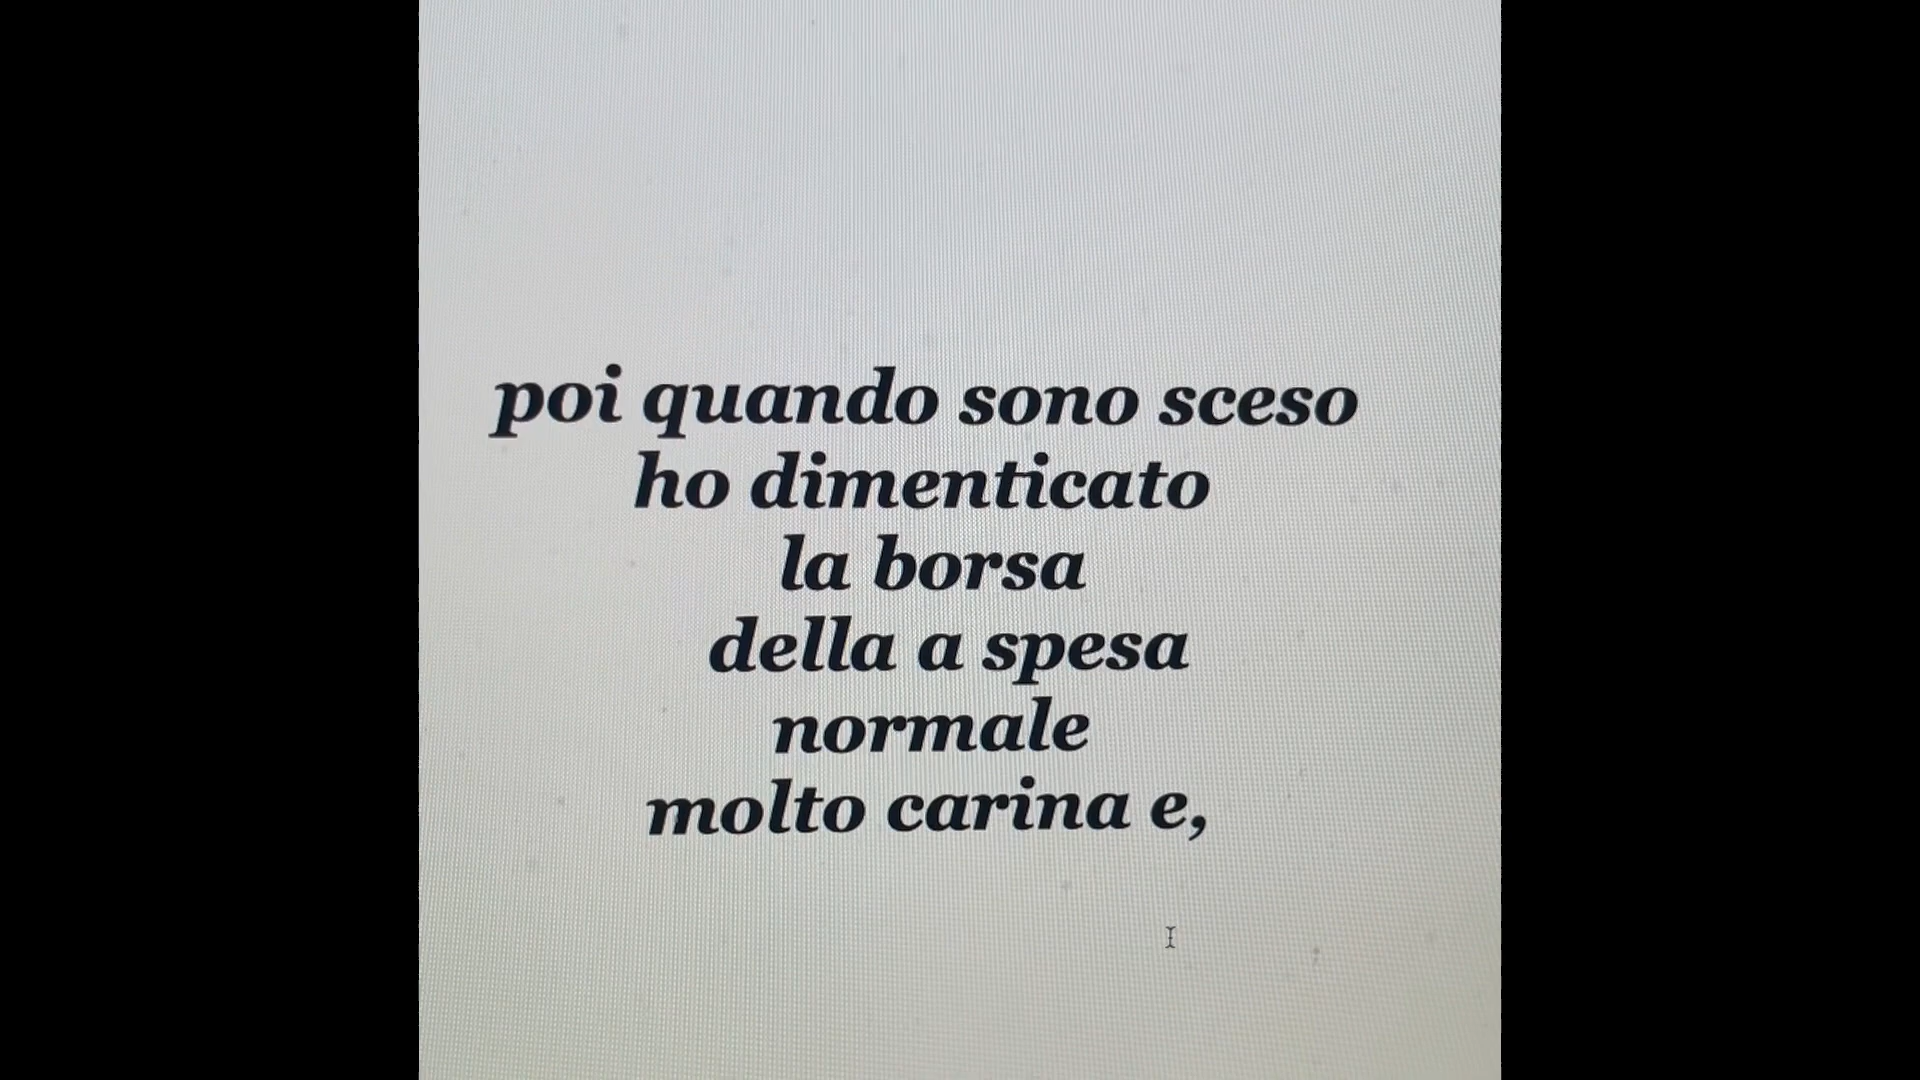 poi quando sono sceso
ho dimenticato
la borsa
della a spesa
normale
molto carina e,